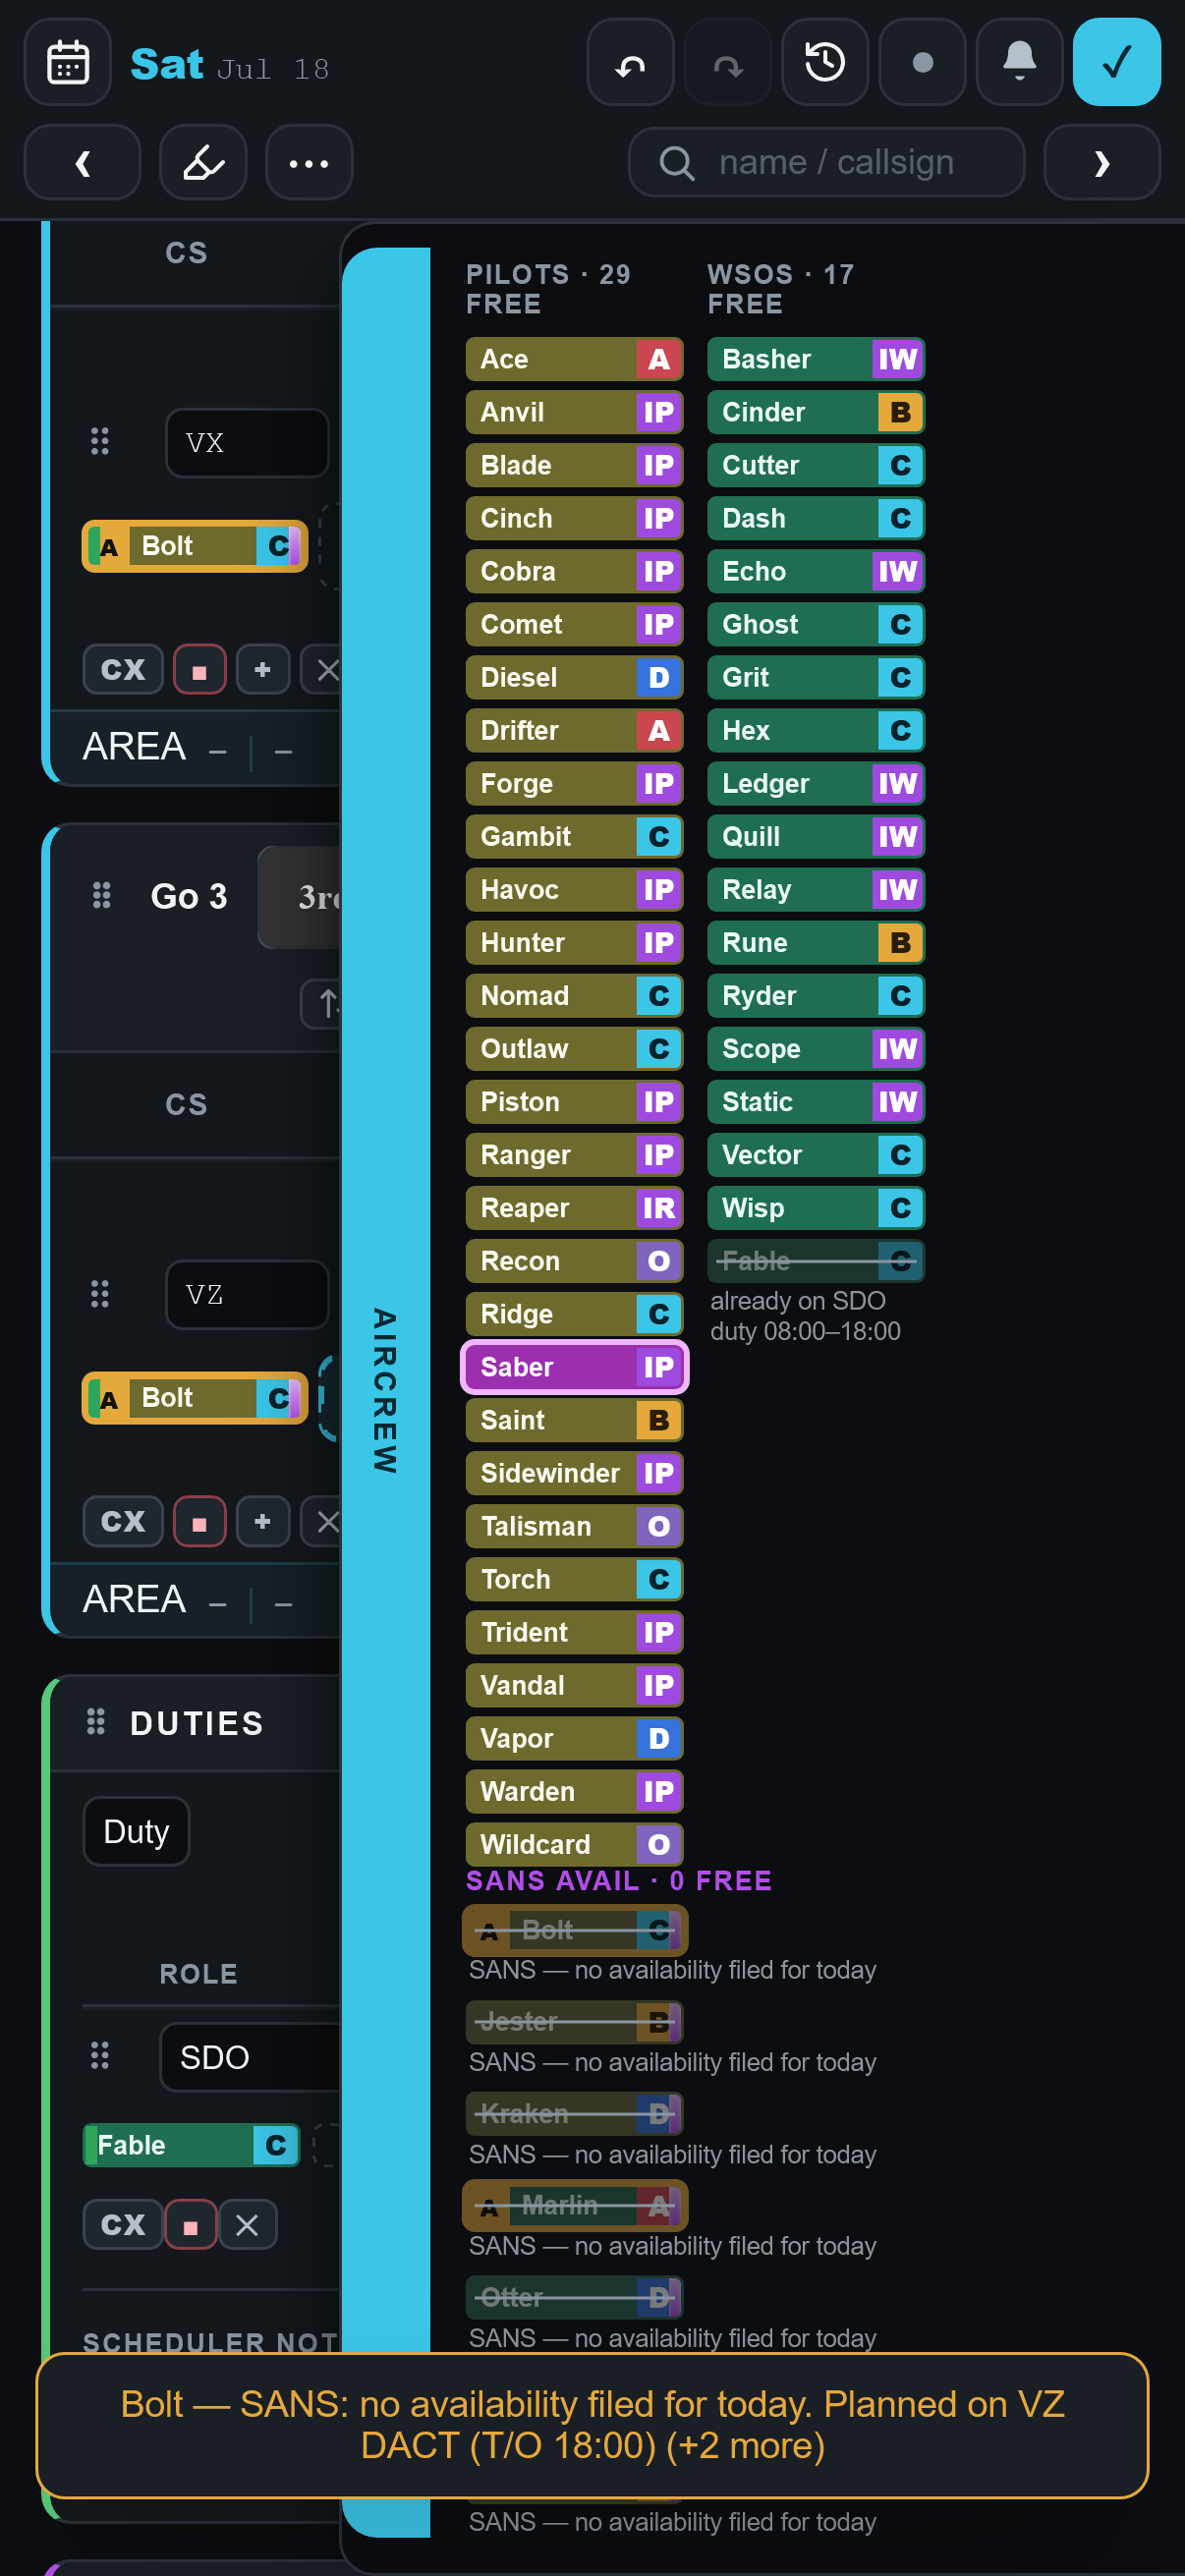 Sat Jul 18
name / callsign
CS
VX
A Bolt C
CX
AREA – | –
Go 3
CS
VZ
A Bolt C
CX
AREA – | –
DUTIES
Duty
ROLE
SDO
Fable C
CX
SCHEDULER NOT
AIRCREW
PILOTS · 29
FREE
Ace A
Anvil IP
Blade IP
Cinch IP
Cobra IP
Comet IP
Diesel D
Drifter A
Forge IP
Gambit C
Havoc IP
Hunter IP
Nomad C
Outlaw C
Piston IP
Ranger IP
Reaper IR
Recon O
Ridge C
Saber IP
Saint B
Sidewinder IP
Talisman O
Torch C
Trident IP
Vandal IP
Vapor D
Warden IP
Wildcard O
WSOS · 17
FREE
Basher IW
Cinder B
Cutter C
Dash C
Echo IW
Ghost C
Grit C
Hex C
Ledger IW
Quill IW
Relay IW
Rune B
Ryder C
Scope IW
Static IW
Vector C
Wisp C
Fable C
already on SDO
duty 08:00–18:00
SANS AVAIL · 0 FREE
A Bolt C
SANS — no availability filed for today
Jester B
SANS — no availability filed for today
Kraken D
SANS — no availability filed for today
A Marlin A
SANS — no availability filed for today
Otter D
SANS — no availability filed for today
Bolt — SANS: no availability filed for today. Planned on VZ
DACT (T/O 18:00) (+2 more)
SANS — no availability filed for today